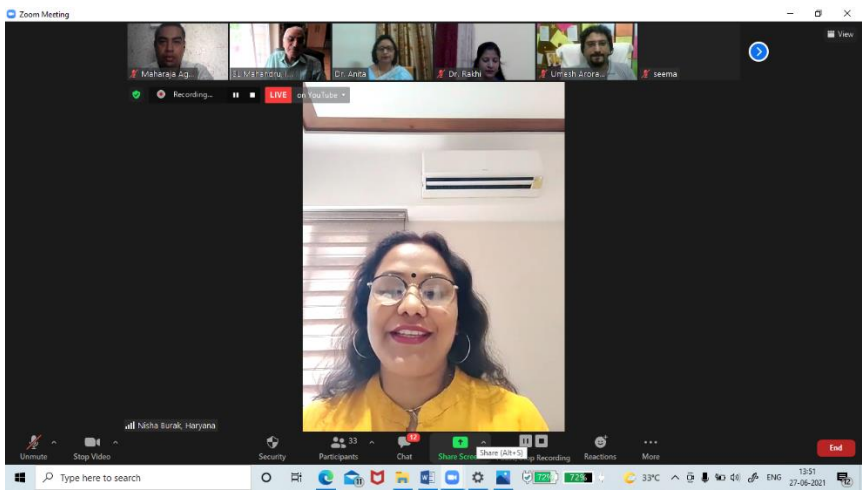 Zoom Meeting
View
Maharaja Ag...
Dr. Anita
Dr. Rakhi
Umesh Arora...
seema
Recording...
LIVE on YouTube
Nisha Burak, Haryana
Unmute
Stop Video
Security
33
Participants
12
Chat
Share Screen
Share (Alt+S)
Recording
Reactions
More
End
Type here to search
72%
72%
33°C
ENG
13:51
27-06-2021